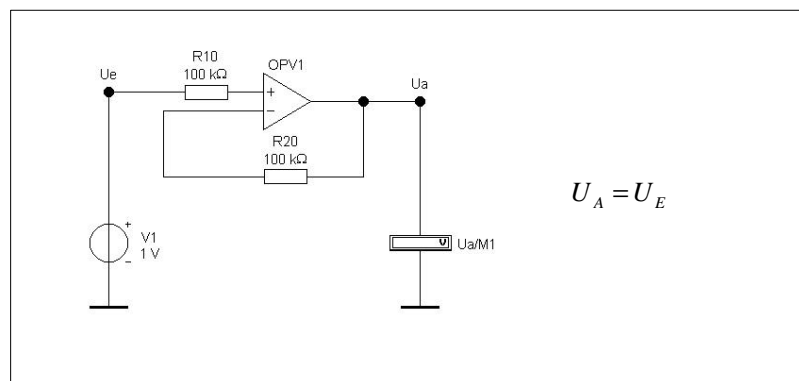 R10
100 kΩ
OPV1
Ue
Ua
+
−
R20
100 kΩ
U_A = U_E
+
V1
1 V
−
V
Ua/M1